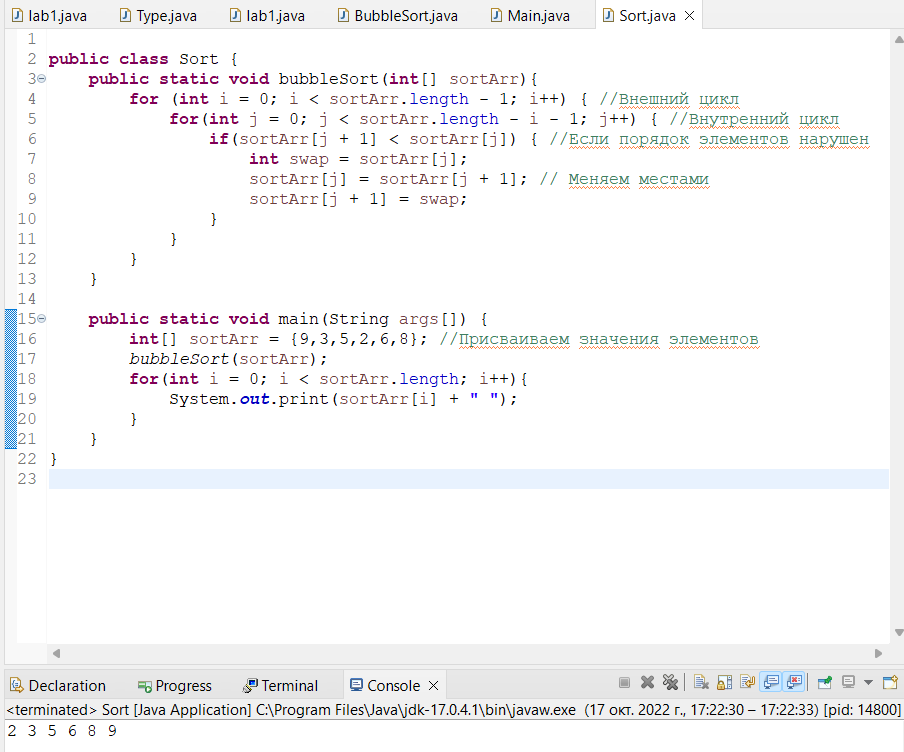 lab1.java Type.java lab1.java BubbleSort.java Main.java Sort.java
1
2 public class Sort {
3 public static void bubbleSort(int[] sortArr){
4 for (int i = 0; i < sortArr.length - 1; i++) { //Внешний цикл
5 for(int j = 0; j < sortArr.length - i - 1; j++) { //Внутренний цикл
6 if(sortArr[j + 1] < sortArr[j]) { //Если порядок элементов нарушен
7 int swap = sortArr[j];
8 sortArr[j] = sortArr[j + 1]; // Меняем местами
9 sortArr[j + 1] = swap;
10 }
11 }
12 }
13 }
14
15 public static void main(String args[]) {
16 int[] sortArr = {9,3,5,2,6,8}; //Присваиваем значения элементов
17 bubbleSort(sortArr);
18 for(int i = 0; i < sortArr.length; i++){
19 System.out.print(sortArr[i] + " ");
20 }
21 }
22 }
23
Declaration Progress Terminal Console
<terminated> Sort [Java Application] C:\Program Files\Java\jdk-17.0.4.1\bin\javaw.exe (17 окт. 2022 г., 17:22:30 – 17:22:33) [pid: 14800]
2 3 5 6 8 9